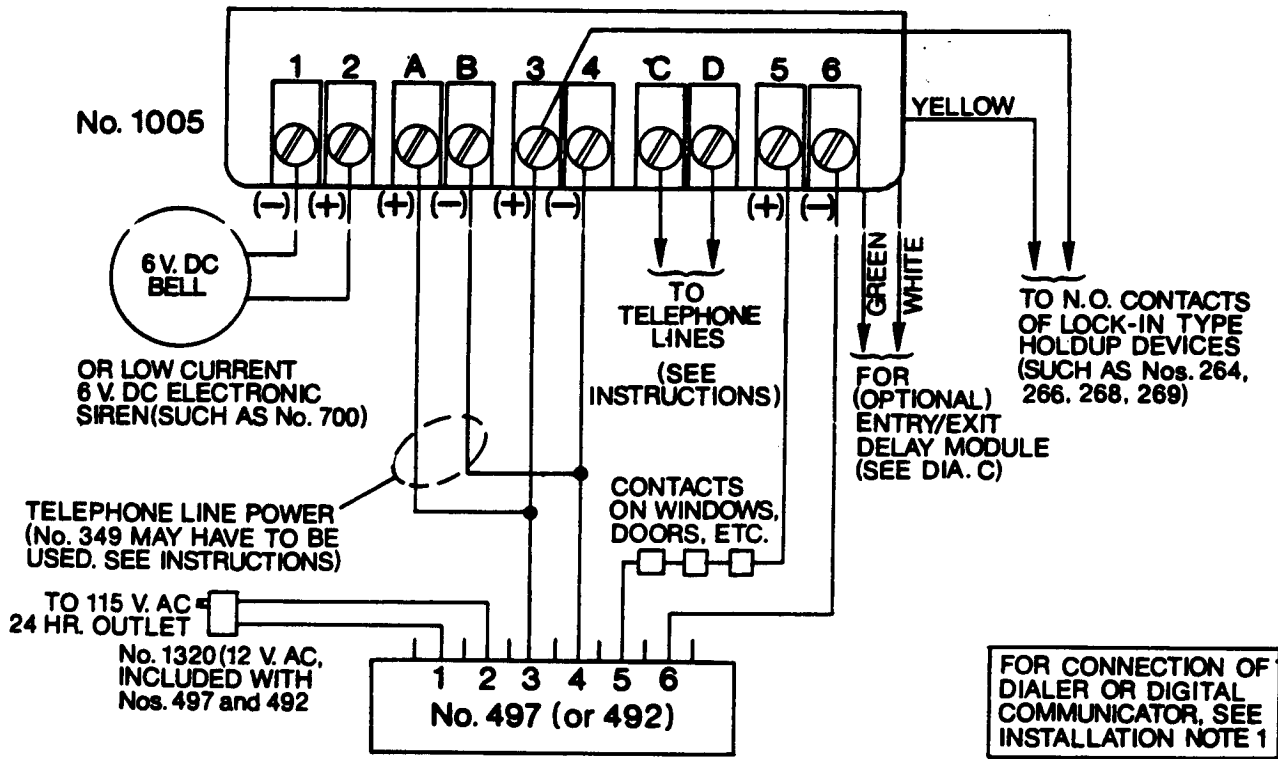 1 2 A B 3 4 C D 5 6
No. 1005
YELLOW
(-) (+) (+) (-) (+) (-) (+) (-)
6 V. DC
BELL
OR LOW CURRENT
6 V. DC ELECTRONIC
SIREN(SUCH AS No. 700)
TO
TELEPHONE
LINES
(SEE
INSTRUCTIONS)
GREEN
WHITE
FOR
(OPTIONAL)
ENTRY/EXIT
DELAY MODULE
(SEE DIA. C)
TO N.O. CONTACTS
OF LOCK-IN TYPE
HOLDUP DEVICES
(SUCH AS Nos. 264,
266, 268, 269)
TELEPHONE LINE POWER
(No. 349 MAY HAVE TO BE
USED. SEE INSTRUCTIONS)
CONTACTS
ON WINDOWS,
DOORS, ETC.
TO 115 V. AC
24 HR. OUTLET
No. 1320 (12 V. AC,
INCLUDED WITH
Nos. 497 and 492
1 2 3 4 5 6
No. 497 (or 492)
FOR CONNECTION OF
DIALER OR DIGITAL
COMMUNICATOR, SEE
INSTALLATION NOTE 1